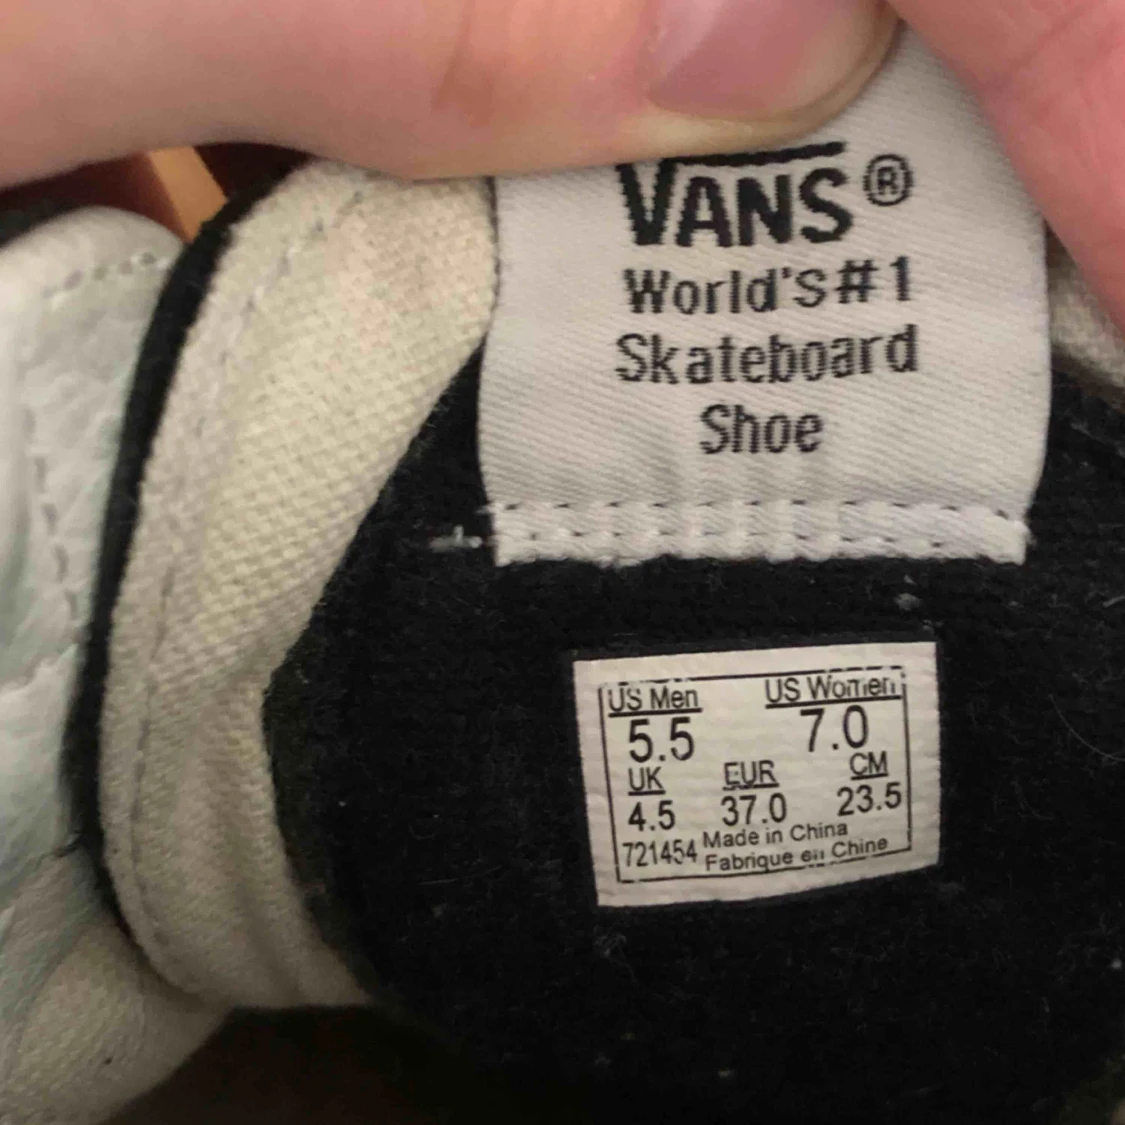 VANS®
World's#1
Skateboard
Shoe
US Men US Women
5.5 7.0
UK EUR CM
4.5 37.0 23.5
721454 Made in China
Fabrique en Chine